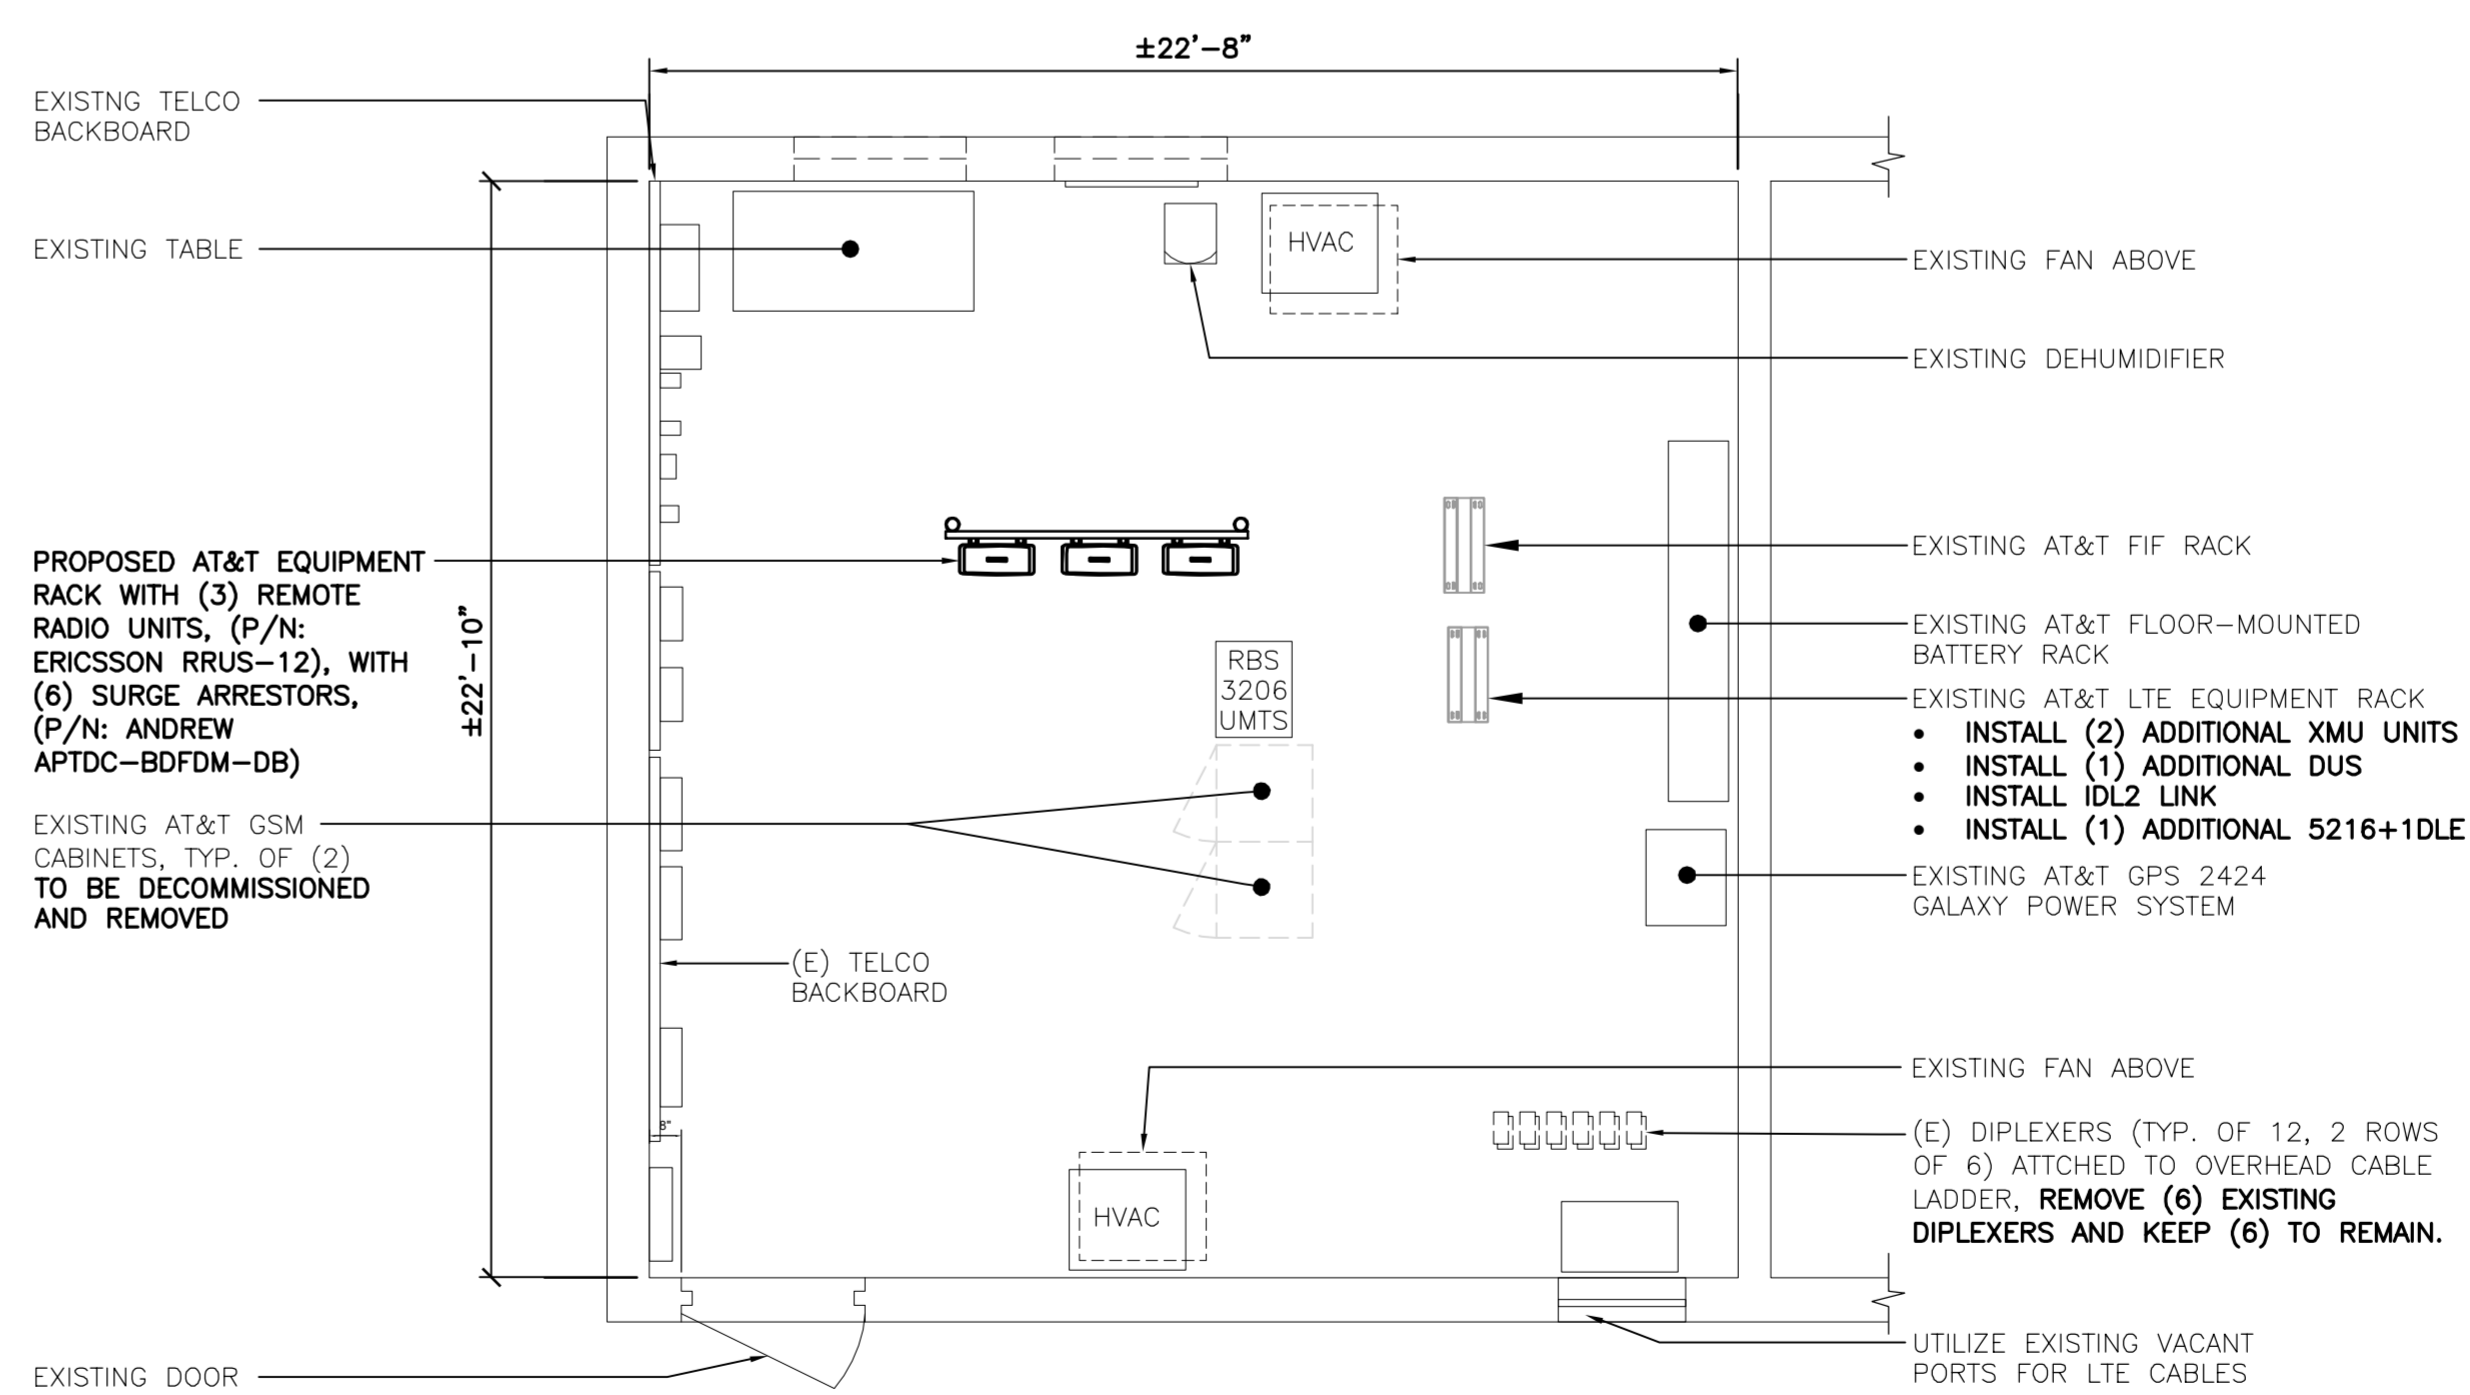 ±22'-8"
EXISTNG TELCO
BACKBOARD
EXISTING TABLE
±22'-10"
PROPOSED AT&T EQUIPMENT
RACK WITH (3) REMOTE
RADIO UNITS, (P/N:
ERICSSON RRUS-12), WITH
(6) SURGE ARRESTORS,
(P/N: ANDREW
APTDC-BDFDM-DB)
EXISTING AT&T GSM
CABINETS, TYP. OF (2)
TO BE DECOMMISSIONED
AND REMOVED
EXISTING DOOR
HVAC
RBS
3206
UMTS
(E) TELCO
BACKBOARD
8"
HVAC
EXISTING FAN ABOVE
EXISTING DEHUMIDIFIER
EXISTING AT&T FIF RACK
EXISTING AT&T FLOOR-MOUNTED
BATTERY RACK
EXISTING AT&T LTE EQUIPMENT RACK
• INSTALL (2) ADDITIONAL XMU UNITS
• INSTALL (1) ADDITIONAL DUS
• INSTALL IDL2 LINK
• INSTALL (1) ADDITIONAL 5216+1DLE
EXISTING AT&T GPS 2424
GALAXY POWER SYSTEM
EXISTING FAN ABOVE
(E) DIPLEXERS (TYP. OF 12, 2 ROWS
OF 6) ATTCHED TO OVERHEAD CABLE
LADDER, REMOVE (6) EXISTING
DIPLEXERS AND KEEP (6) TO REMAIN.
UTILIZE EXISTING VACANT
PORTS FOR LTE CABLES